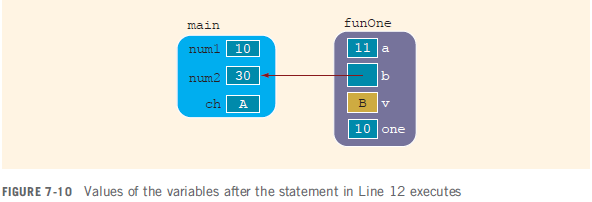 main funOne
num1 10 11 a
num2 30 b
ch A B v
10 one
FIGURE 7-10 Values of the variables after the statement in Line 12 executes